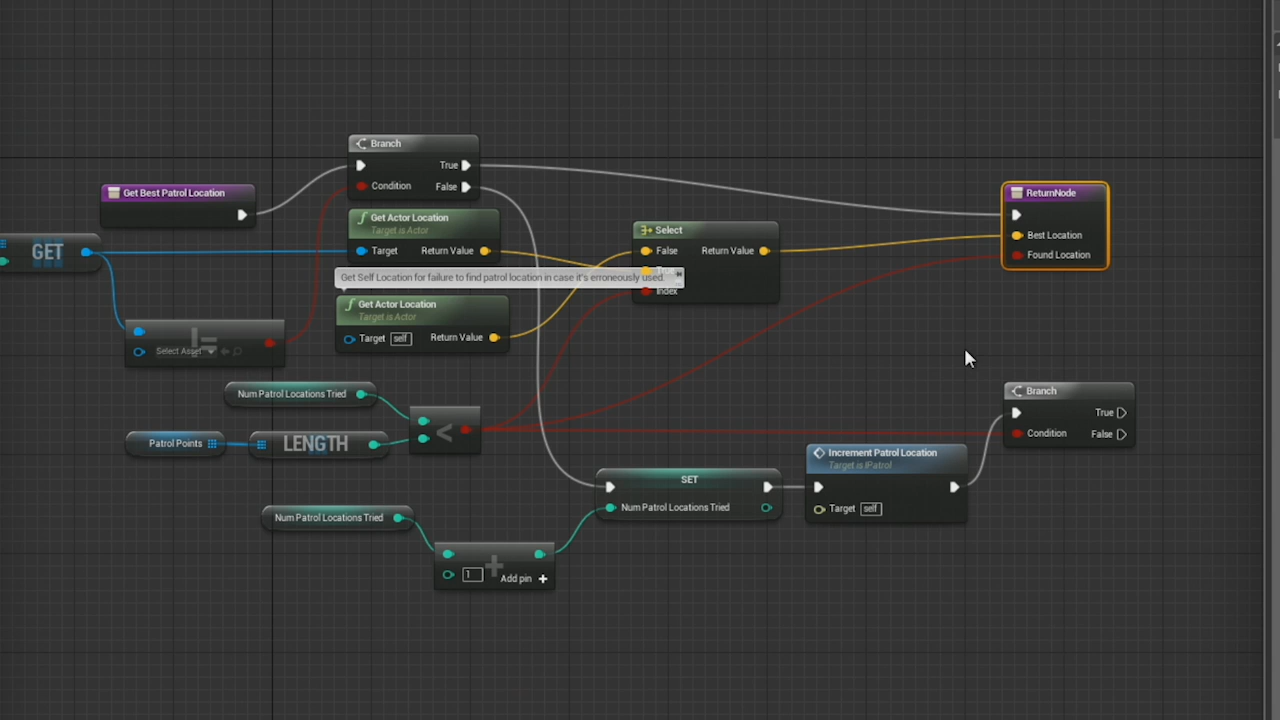 Branch
True
Condition
False
Get Best Patrol Location
GET
Get Actor Location
Target is Actor
Target
Return Value
Select
False
Return Value
Index
ReturnNode
Best Location
Found Location
Get Self Location for failure to find patrol location in case it's erroneously used.
Get Actor Location
Target is Actor
Target
self
Return Value
!=
Select Asset
Num Patrol Locations Tried
Patrol Points
LENGTH
<
Branch
True
Condition
False
SET
Num Patrol Locations Tried
Increment Patrol Location
Target is IPatrol
Target
self
Num Patrol Locations Tried
1
+
Add pin +